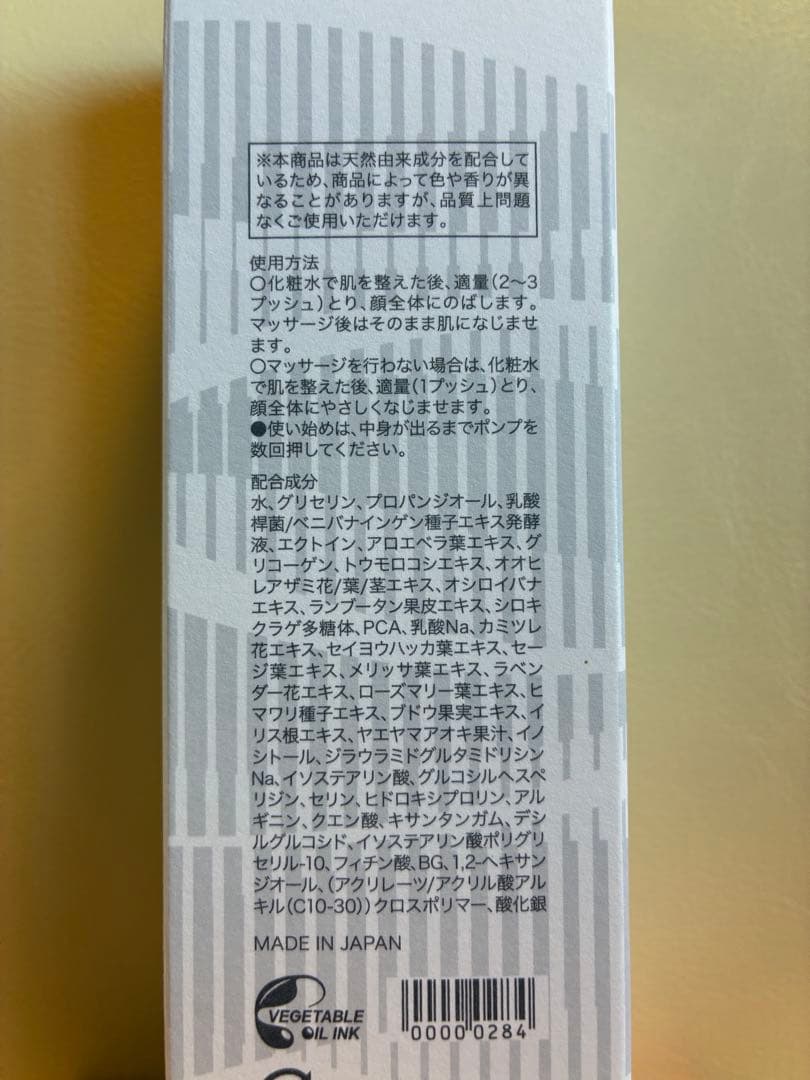 ※本商品は天然由来成分を配合して
いるため、商品によって色や香りが異
なることがありますが、品質上問題
なくご使用いただけます。
使用方法
○化粧水で肌を整えた後、適量（2〜3
プッシュ）とり、顔全体にのばします。
マッサージ後はそのまま肌になじませ
ます。
○マッサージを行わない場合は、化粧水
で肌を整えた後、適量（1プッシュ）とり、
顔全体にやさしくなじませます。
●使い始めは、中身が出るまでポンプを
数回押してください。
配合成分
水、グリセリン、プロパンジオール、乳酸
桿菌/ベニバナインゲン種子エキス発酵
液、エクトイン、アロエベラ葉エキス、グ
リコーゲン、トウモロコシエキス、オオヒ
レアザミ花/葉/茎エキス、オシロイバナ
エキス、ランブータン果皮エキス、シロキ
クラゲ多糖体、PCA、乳酸Na、カミツレ
花エキス、セイヨウハッカ葉エキス、セー
ジ葉エキス、メリッサ葉エキス、ラベン
ダー花エキス、ローズマリー葉エキス、ヒ
マワリ種子エキス、ブドウ果実エキス、イ
リス根エキス、ヤエヤマアオキ果汁、イノ
シトール、ジラウラミドグルタミドリシン
Na、イソステアリン酸、グルコシルヘスペ
リジン、セリン、ヒドロキシプロリン、アル
ギニン、クエン酸、キサンタンガム、デシ
ルグルコシド、イソステアリン酸ポリグリ
セリル-10、フィチン酸、BG、1,2-ヘキサン
ジオール、（アクリレーツ/アクリル酸アル
キル（C10-30））クロスポリマー、酸化銀
MADE IN JAPAN
VEGETABLE
OIL INK
00000284